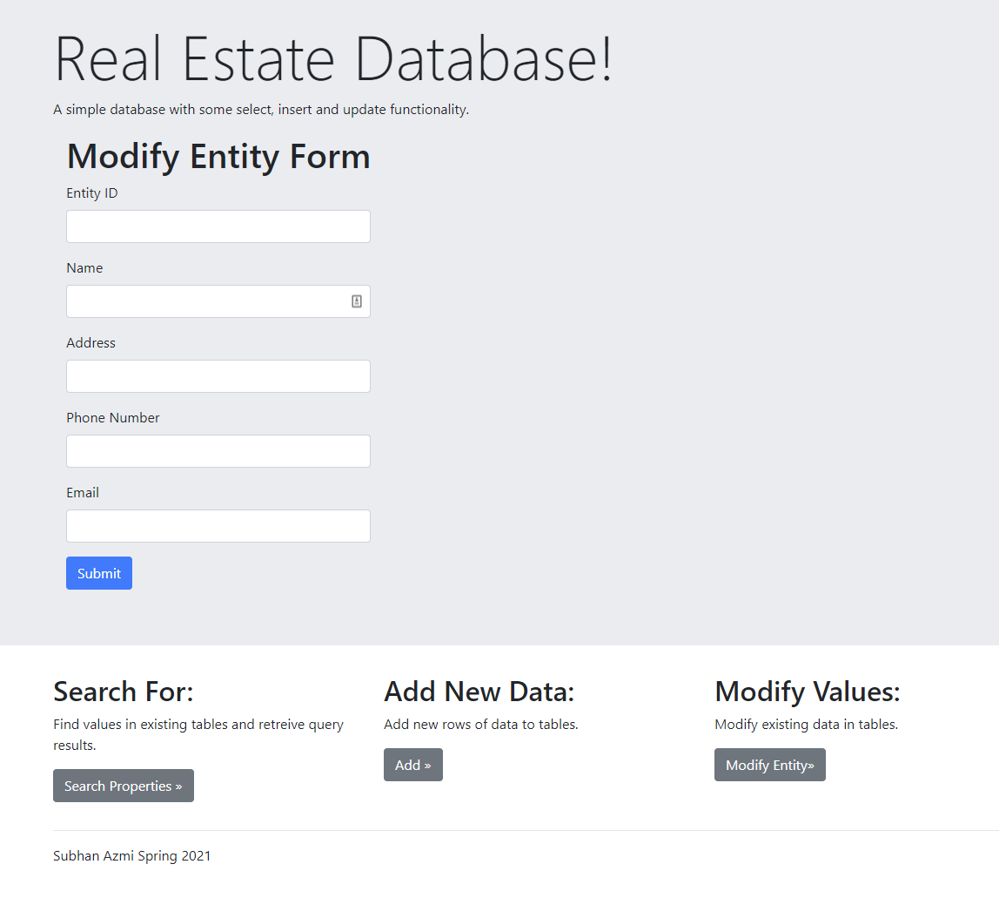 Real Estate Database!
A simple database with some select, insert and update functionality.
Modify Entity Form
Entity ID
Name
Address
Phone Number
Email
Submit
Search For:
Find values in existing tables and retreive query
results.
Search Properties »
Add New Data:
Add new rows of data to tables.
Add »
Modify Values:
Modify existing data in tables.
Modify Entity»
Subhan Azmi Spring 2021